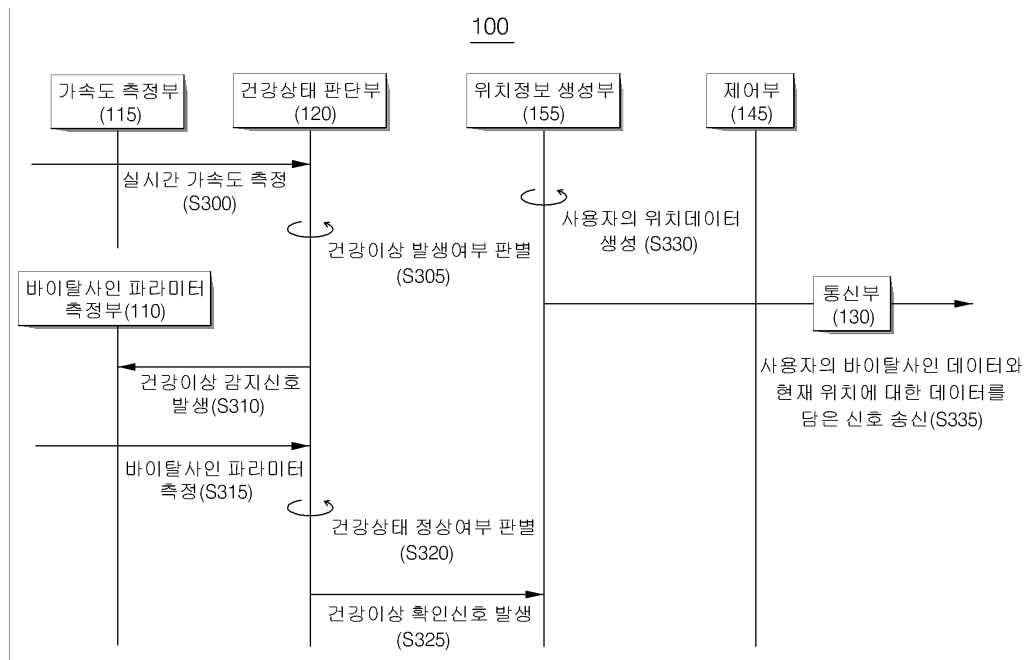 100
가속도 측정부
(115)
건강상태 판단부
(120)
위치정보 생성부
(155)
제어부
(145)
실시간 가속도 측정
(S300)
건강이상 발생여부 판별
(S305)
사용자의 위치데이터
생성 (S330)
바이탈사인 파라미터
측정부(110)
통신부
(130)
건강이상 감지신호
발생(S310)
사용자의 바이탈사인 데이터와
현재 위치에 대한 데이터를
담은 신호 송신(S335)
바이탈사인 파라미터
측정(S315)
건강상태 정상여부 판별
(S320)
건강이상 확인신호 발생
(S325)